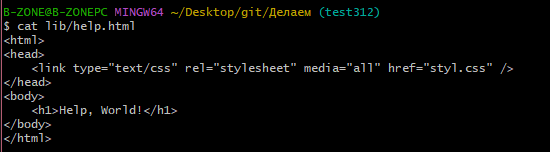 B-ZONE@B-ZONEPC MINGW64 ~/Desktop/git/Делаем (test312)
$ cat lib/help.html
<html>
<head>
    <link type="text/css" rel="stylesheet" media="all" href="styl.css" />
</head>
<body>
    <h1>Help, World!</h1>
</body>
</html>